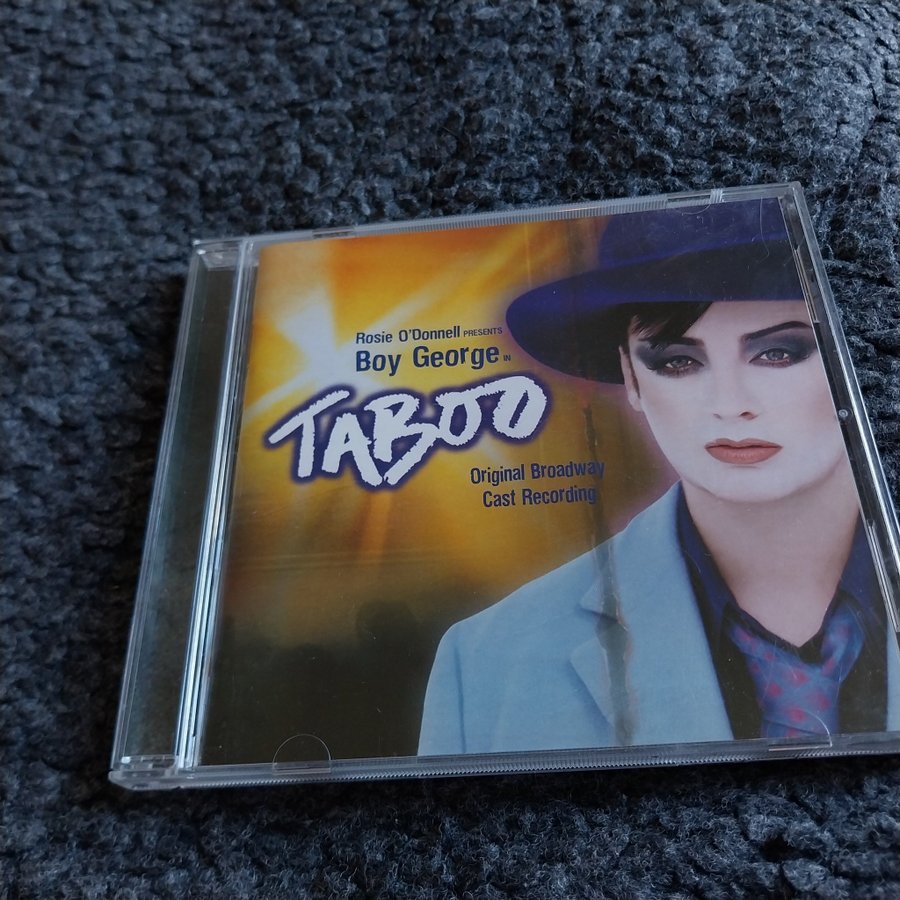 Rosie O'Donnell PRESENTS
Boy George IN
TABOO
Original Broadway
Cast Recording